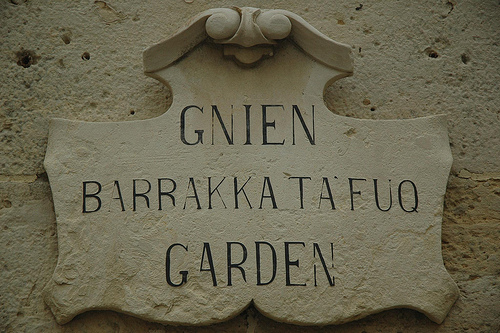 GNIEN
BARRAKKA TA' FUQ
GARDEN